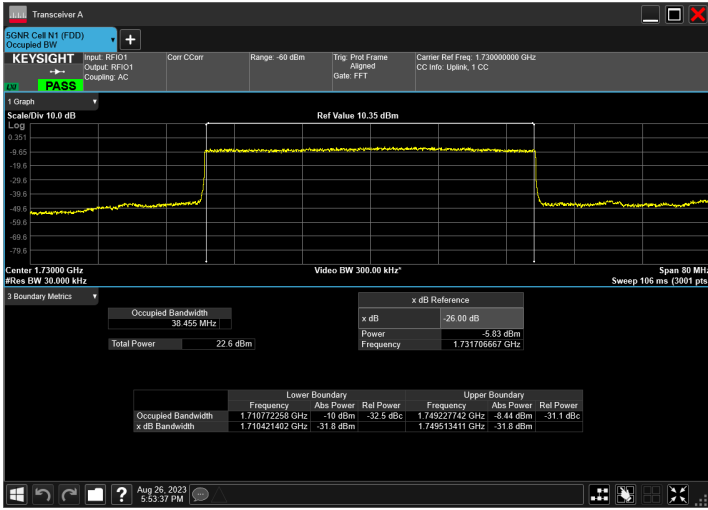 Transceiver A
5GNR Cell N1 (FDD)
Occupied BW
KEYSIGHT
PASS
Input: RFIO1
Output: RFIO1
Coupling: AC
Corr CCorr
Range: -60 dBm
Trig: Prot Frame
Aligned
Gate: FFT
Carrier Ref Freq: 1.730000000 GHz
CC Info: Uplink, 1 CC
1 Graph
Scale/Div 10.0 dB
Ref Value 10.35 dBm
Log
0.351
-9.65
-19.6
-29.6
-39.6
-49.6
-59.6
-69.6
-79.6
Center 1.73000 GHz
Video BW 300.00 kHz*
Span 80 MHz
#Res BW 30.000 kHz
Sweep 106 ms (3001 pts
3 Boundary Metrics
Occupied Bandwidth
38.455 MHz
Total Power 22.6 dBm
x dB Reference
x dB -26.00 dB
Power -5.83 dBm
Frequency 1.731706667 GHz
Lower Boundary Upper Boundary
Frequency Abs Power Rel Power Frequency Abs Power Rel Power
Occupied Bandwidth 1.710772258 GHz -10 dBm -32.5 dBc 1.749227742 GHz -8.44 dBm -31.1 dBc
x dB Bandwidth 1.710421402 GHz -31.8 dBm 1.749513411 GHz -31.8 dBm
?
Aug 26, 2023
5:53:37 PM